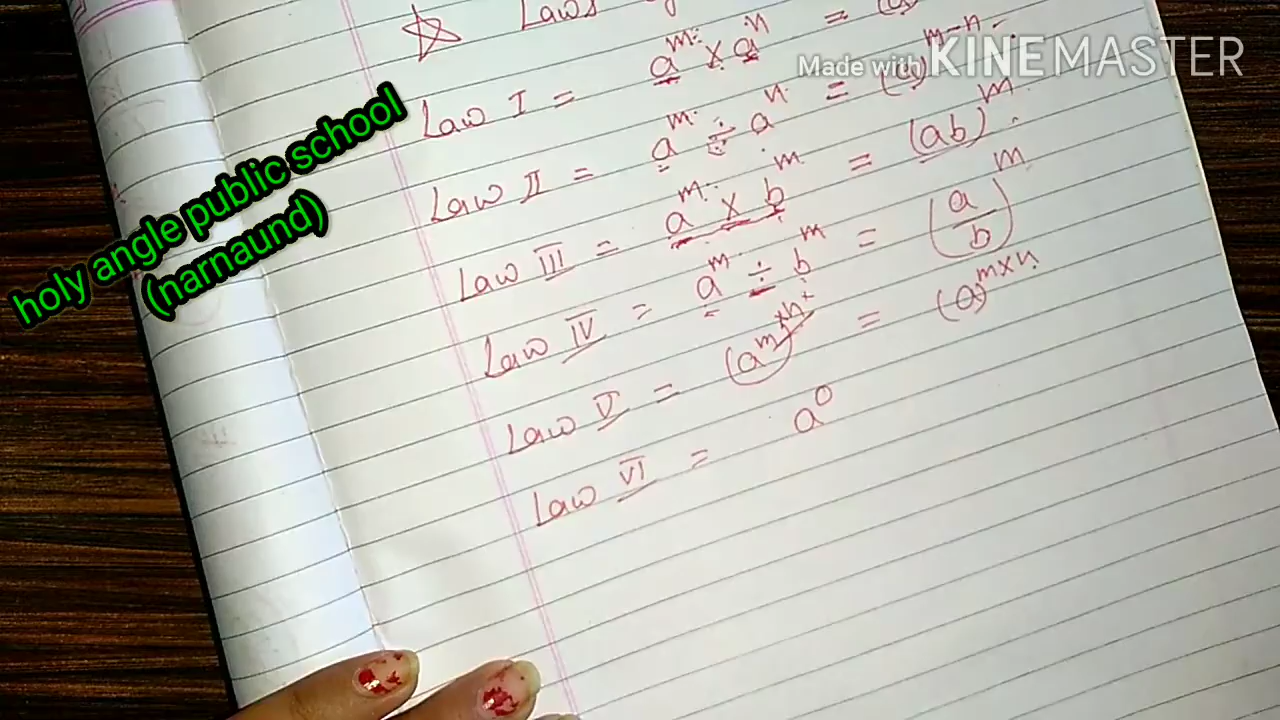 ☆ Laws
Law I = a^m × a^n = (a
Law II = a^m ÷ a^n = (a)^m-n
Law III = a^m × b^m = (ab)^m
Law IV = a^m ÷ b^m = (a/b)^m
Law V = (a^m)^×n = (a)^m×n
Law VI = a^0
holy angle public school
(narnaund)
Made with KINEMASTER